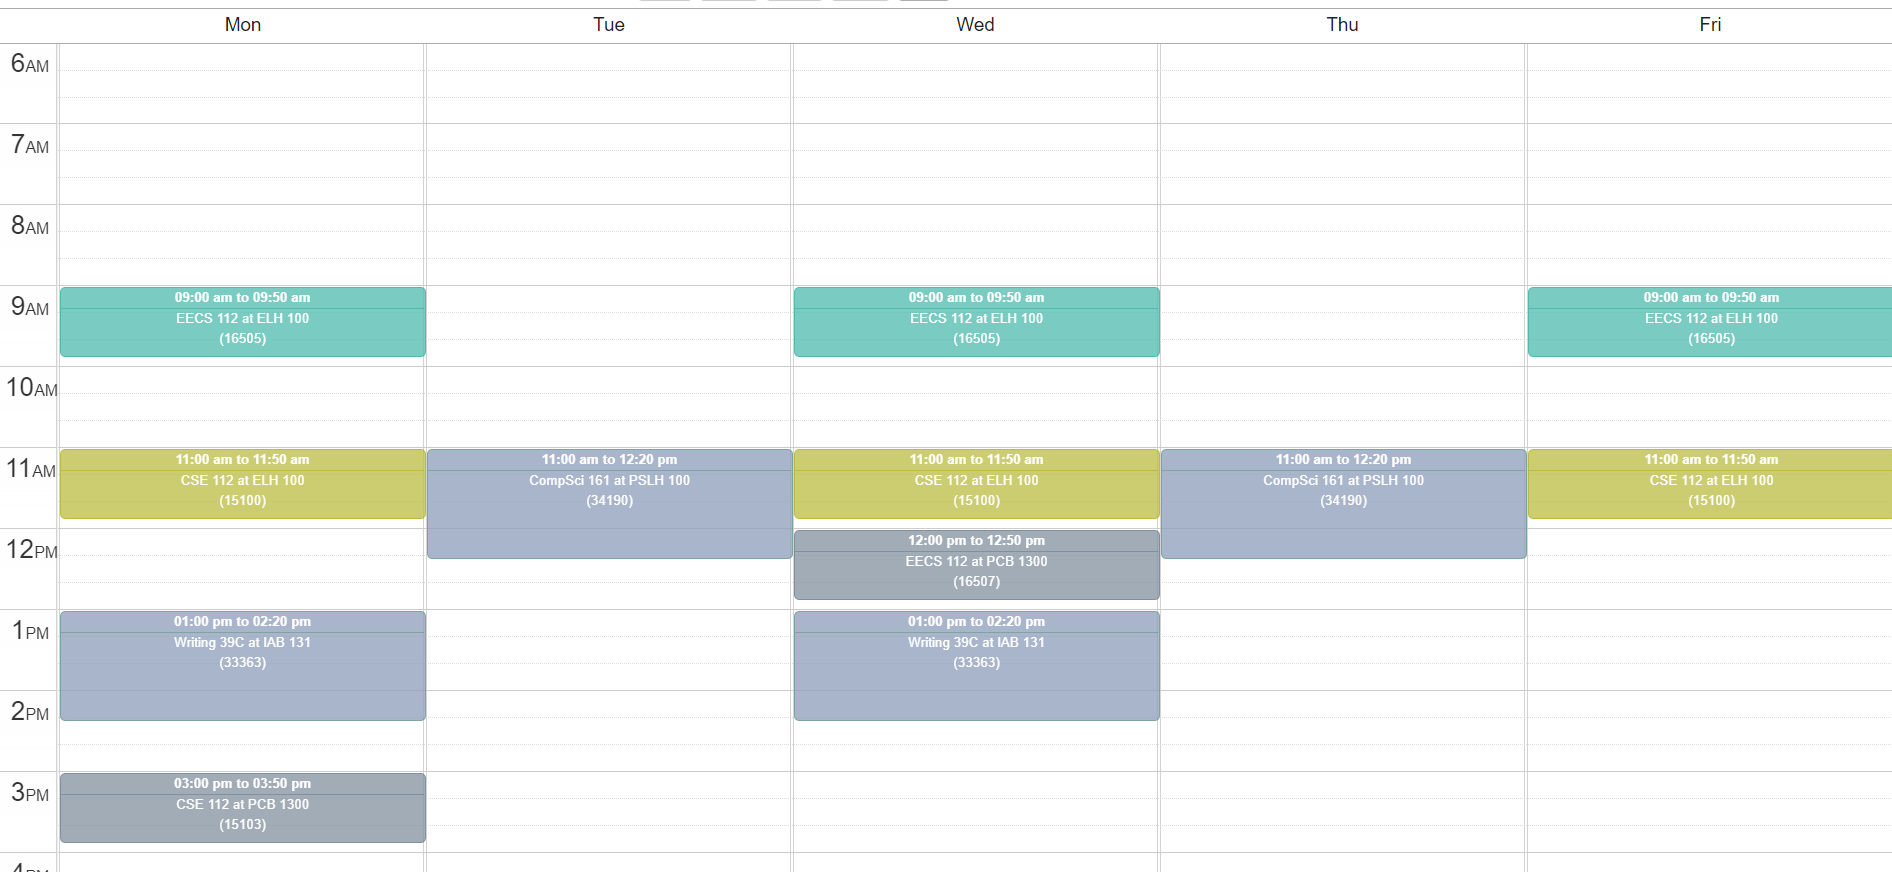 Mon Tue Wed Thu Fri
6AM
7AM
8AM
9AM
09:00 am to 09:50 am 09:00 am to 09:50 am 09:00 am to 09:50 am
EECS 112 at ELH 100 EECS 112 at ELH 100 EECS 112 at ELH 100
(16505) (16505) (16505)
10AM
11AM
11:00 am to 11:50 am 11:00 am to 12:20 pm 11:00 am to 11:50 am 11:00 am to 12:20 pm 11:00 am to 11:50 am
CSE 112 at ELH 100 CompSci 161 at PSLH 100 CSE 112 at ELH 100 CompSci 161 at PSLH 100 CSE 112 at ELH 100
(15100) (34190) (15100) (34190) (15100)
12PM
12:00 pm to 12:50 pm
EECS 112 at PCB 1300
(16507)
1PM
01:00 pm to 02:20 pm 01:00 pm to 02:20 pm
Writing 39C at IAB 131 Writing 39C at IAB 131
(33363) (33363)
2PM
3PM
03:00 pm to 03:50 pm
CSE 112 at PCB 1300
(15103)
4PM